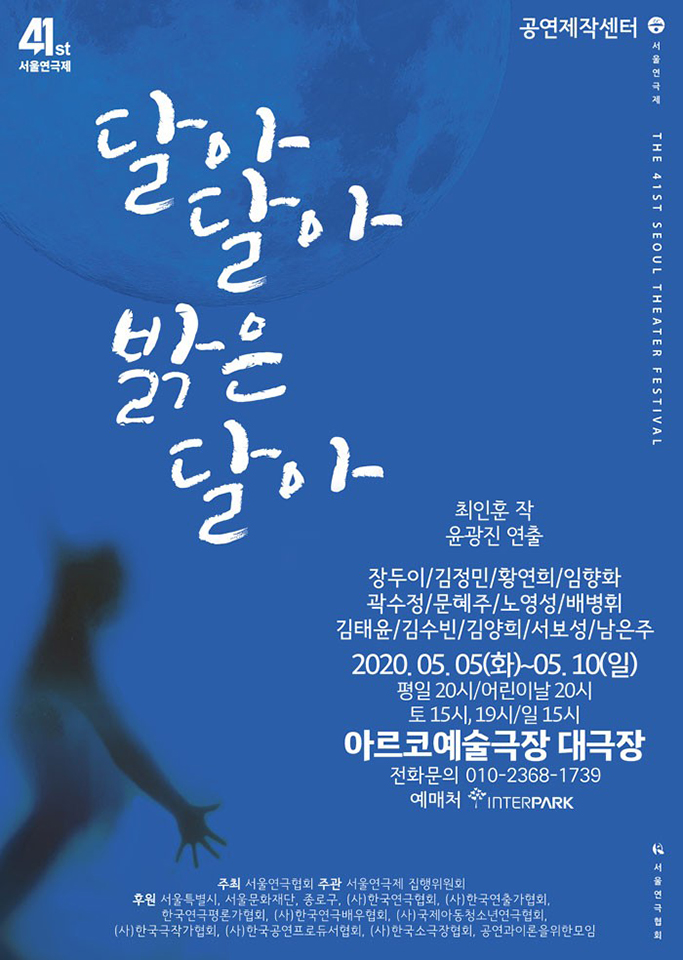 41st
서울연극제
공연제작센터
서울연극제
THE 41ST SEOUL THEATER FESTIVAL
달아
달아
밝은
달아
최인훈 작
윤광진 연출
장두이/김정민/황연희/임향화
곽수정/문혜주/노영성/배병휘
김태윤/김수빈/김양희/서보성/남은주
2020. 05. 05(화)~05. 10(일)
평일 20시/어린이날 20시
토 15시, 19시/일 15시
아르코예술극장 대극장
전화문의 010-2368-1739
예매처 INTERPARK
서울연극협회
주최 서울연극협회 주관 서울연극제 집행위원회
후원 서울특별시, 서울문화재단, 종로구, (사)한국연극협회, (사)한국연출가협회,
한국연극평론가협회, (사)한국연극배우협회, (사)국제아동청소년연극협회,
(사)한국극작가협회, (사)한국공연프로듀서협회, (사)한국소극장협회, 공연과이론을위한모임